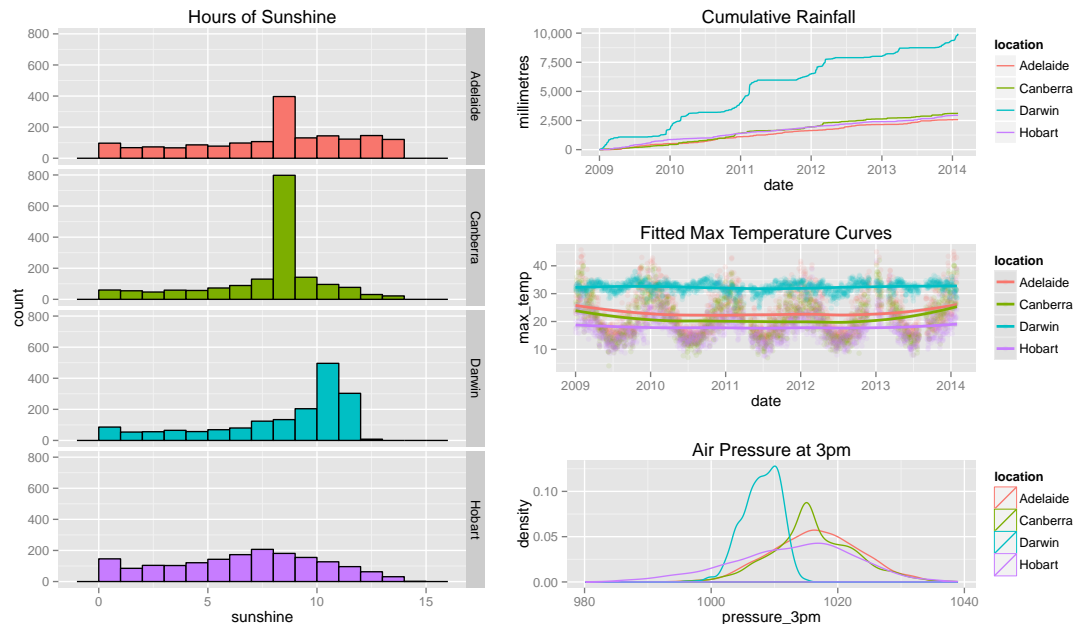 Hours of Sunshine
800
600
400
200
0
Adelaide
800
600
400
200
0
Canberra
800
600
400
200
0
Darwin
800
600
400
200
0
Hobart
count
0 5 10 15
sunshine
Cumulative Rainfall
10,000
7,500
5,000
2,500
0
milimetres
2009 2010 2011 2012 2013 2014
date
location
Adelaide
Canberra
Darwin
Hobart
Fitted Max Temperature Curves
40
30
20
10
max_temp
2009 2010 2011 2012 2013 2014
date
location
Adelaide
Canberra
Darwin
Hobart
Air Pressure at 3pm
0.10
0.05
0.00
density
980 1000 1020 1040
pressure_3pm
location
Adelaide
Canberra
Darwin
Hobart